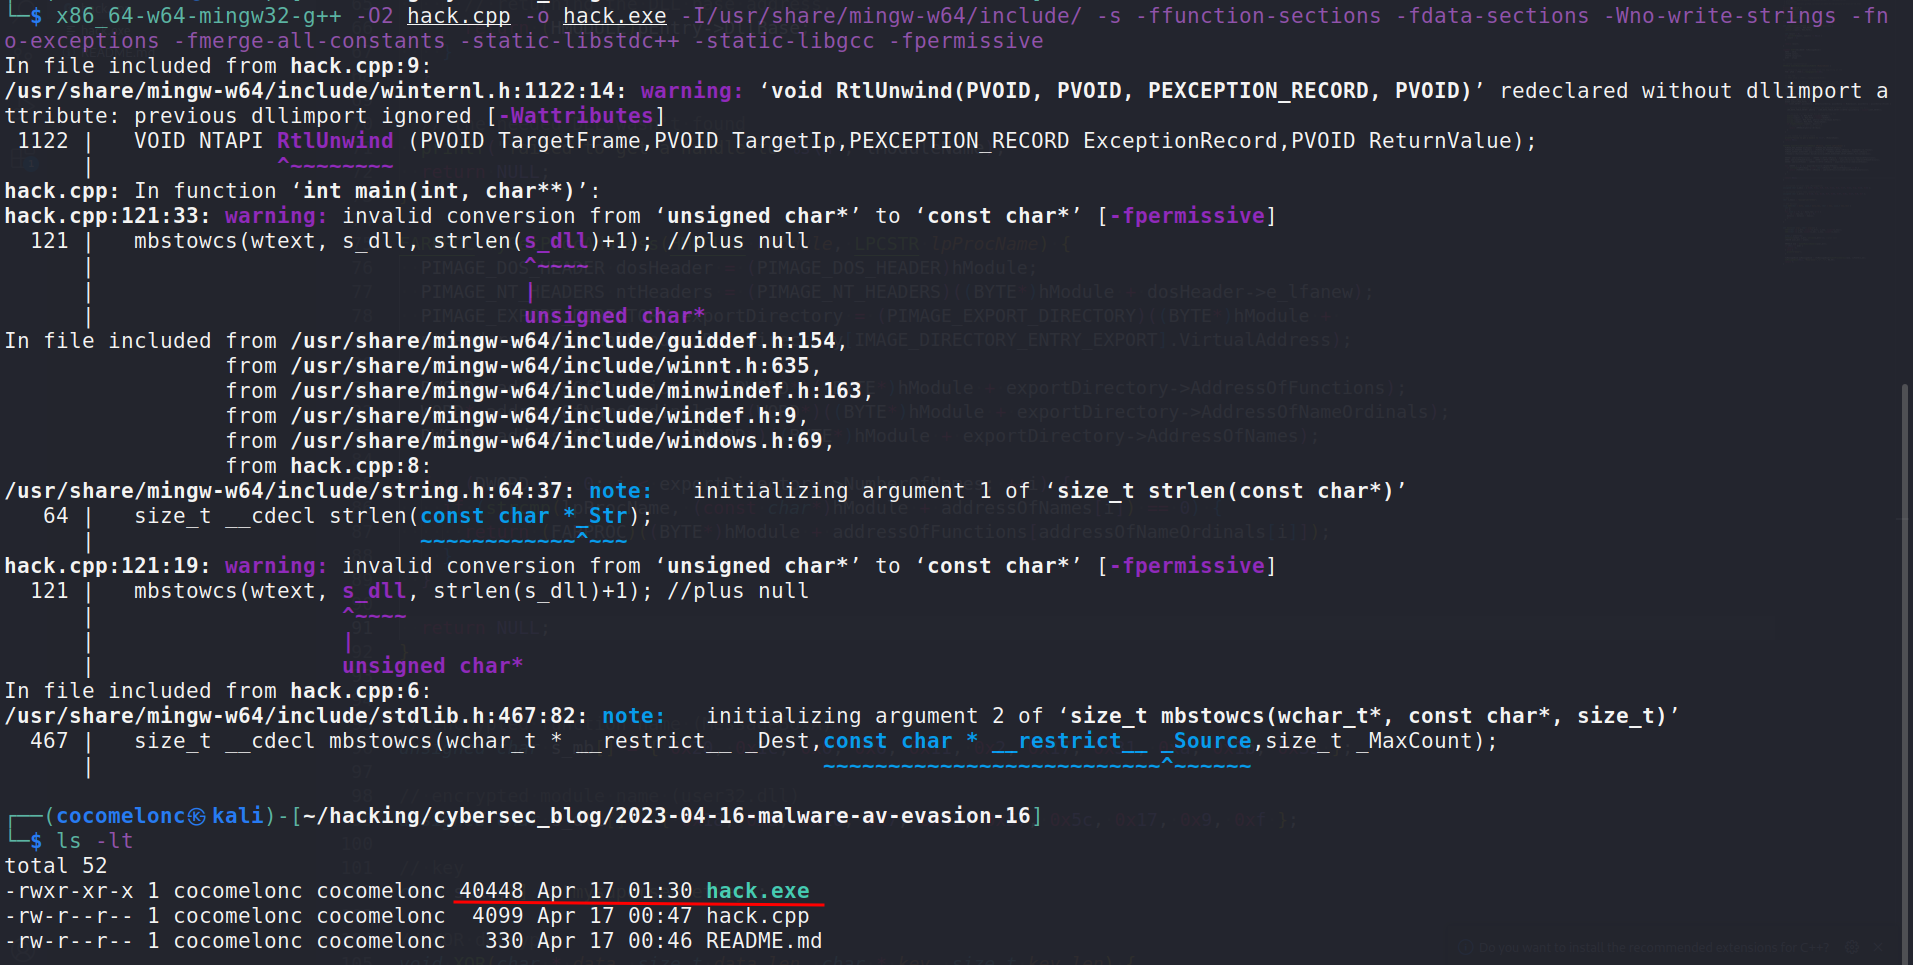 └─$ x86_64-w64-mingw32-g++ -O2 hack.cpp -o hack.exe -I/usr/share/mingw-w64/include/ -s -ffunction-sections -fdata-sections -Wno-write-strings -fn
o-exceptions -fmerge-all-constants -static-libstdc++ -static-libgcc -fpermissive
In file included from hack.cpp:9:
/usr/share/mingw-w64/include/winternl.h:1122:14: warning: ‘void RtlUnwind(PVOID, PVOID, PEXCEPTION_RECORD, PVOID)’ redeclared without dllimport a
ttribute: previous dllimport ignored [-Wattributes]
 1122 |   VOID NTAPI RtlUnwind (PVOID TargetFrame,PVOID TargetIp,PEXCEPTION_RECORD ExceptionRecord,PVOID ReturnValue);
      |              ^~~~~~~~~
hack.cpp: In function ‘int main(int, char**)’:
hack.cpp:121:33: warning: invalid conversion from ‘unsigned char*’ to ‘const char*’ [-fpermissive]
  121 |   mbstowcs(wtext, s_dll, strlen(s_dll)+1); //plus null
      |                                 ^~~~~
      |                                 |
      |                                 unsigned char*
In file included from /usr/share/mingw-w64/include/guiddef.h:154,
                 from /usr/share/mingw-w64/include/winnt.h:635,
                 from /usr/share/mingw-w64/include/minwindef.h:163,
                 from /usr/share/mingw-w64/include/windef.h:9,
                 from /usr/share/mingw-w64/include/windows.h:69,
                 from hack.cpp:8:
/usr/share/mingw-w64/include/string.h:64:37: note:   initializing argument 1 of ‘size_t strlen(const char*)’
   64 |   size_t __cdecl strlen(const char *_Str);
      |                         ~~~~~~~~~~~~^~~~
hack.cpp:121:19: warning: invalid conversion from ‘unsigned char*’ to ‘const char*’ [-fpermissive]
  121 |   mbstowcs(wtext, s_dll, strlen(s_dll)+1); //plus null
      |                   ^~~~~
      |                   |
      |                   unsigned char*
In file included from hack.cpp:6:
/usr/share/mingw-w64/include/stdlib.h:467:82: note:   initializing argument 2 of ‘size_t mbstowcs(wchar_t*, const char*, size_t)’
  467 |   size_t __cdecl mbstowcs(wchar_t * __restrict__ _Dest,const char * __restrict__ _Source,size_t _MaxCount);
      |                                                        ~~~~~~~~~~~~~~~~~~~~~~~~~~^~~~~~~
┌──(cocomelonc㉿kali)-[~/hacking/cybersec_blog/2023-04-16-malware-av-evasion-16]
└─$ ls -lt
total 52
-rwxr-xr-x 1 cocomelonc cocomelonc 40448 Apr 17 01:30 hack.exe
-rw-r--r-- 1 cocomelonc cocomelonc  4099 Apr 17 00:47 hack.cpp
-rw-r--r-- 1 cocomelonc cocomelonc   330 Apr 17 00:46 README.md